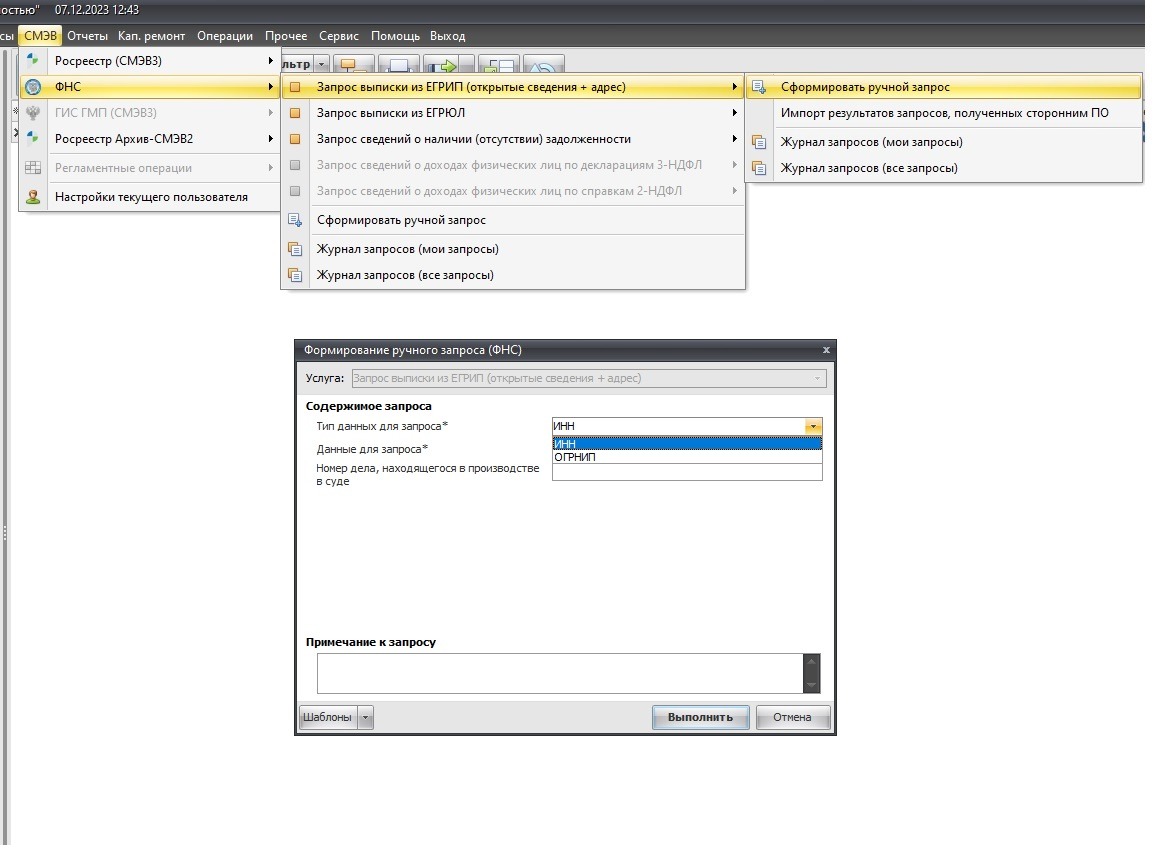 остью" 07.12.2023 12:43
сы СМЭВ Отчеты Кап. ремонт Операции Прочее Сервис Помощь Выход
льтр
Росреестр (СМЭВ3)
ФНС
ГИС ГМП (СМЭВ3)
Росреестр Архив-СМЭВ2
Регламентные операции
Настройки текущего пользователя
Запрос выписки из ЕГРИП (открытые сведения + адрес)
Запрос выписки из ЕГРЮЛ
Запрос сведений о наличии (отсутствии) задолженности
Запрос сведений о доходах физических лиц по декларациям 3-НДФЛ
Запрос сведений о доходах физических лиц по справкам 2-НДФЛ
Сформировать ручной запрос
Журнал запросов (мои запросы)
Журнал запросов (все запросы)
Сформировать ручной запрос
Импорт результатов запросов, полученных сторонним ПО
Журнал запросов (мои запросы)
Журнал запросов (все запросы)
Формирование ручного запроса (ФНС) x
Услуга: Запрос выписки из ЕГРИП (открытые сведения + адрес)
Содержимое запроса
Тип данных для запроса* ИНН
ИНН
Данные для запроса*
ОГРНИП
Номер дела, находящегося в производстве
в суде
Примечание к запросу
Шаблоны Выполнить Отмена